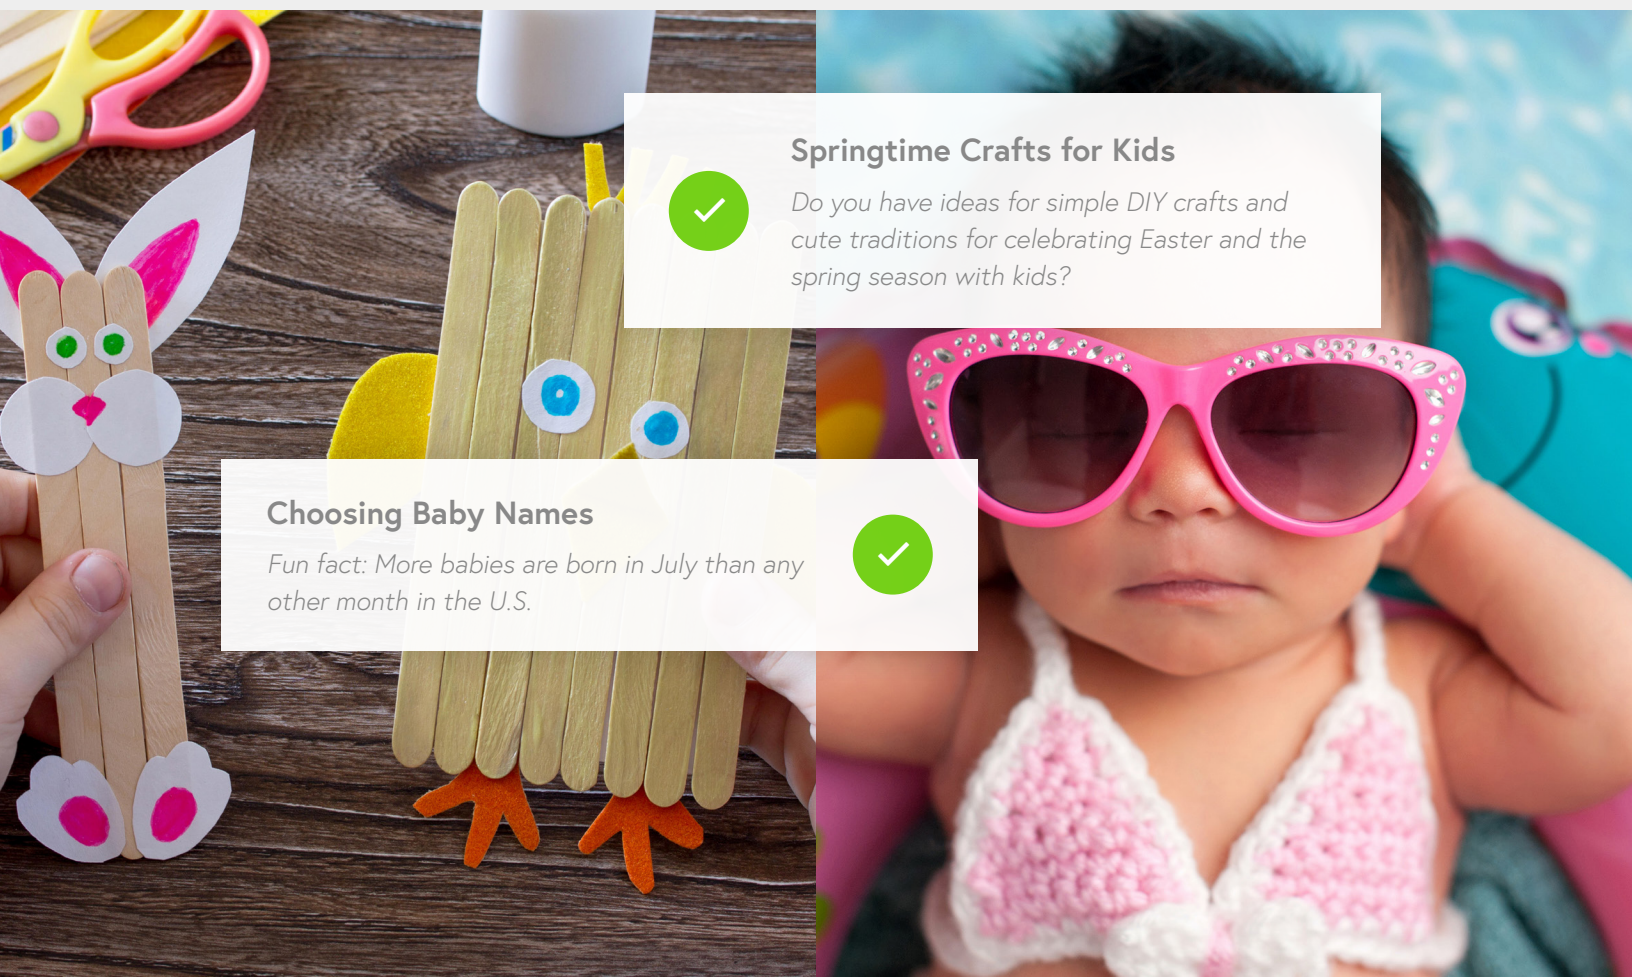 Springtime Crafts for Kids
Do you have ideas for simple DIY crafts and
cute traditions for celebrating Easter and the
spring season with kids?
Choosing Baby Names
Fun fact: More babies are born in July than any
other month in the U.S.